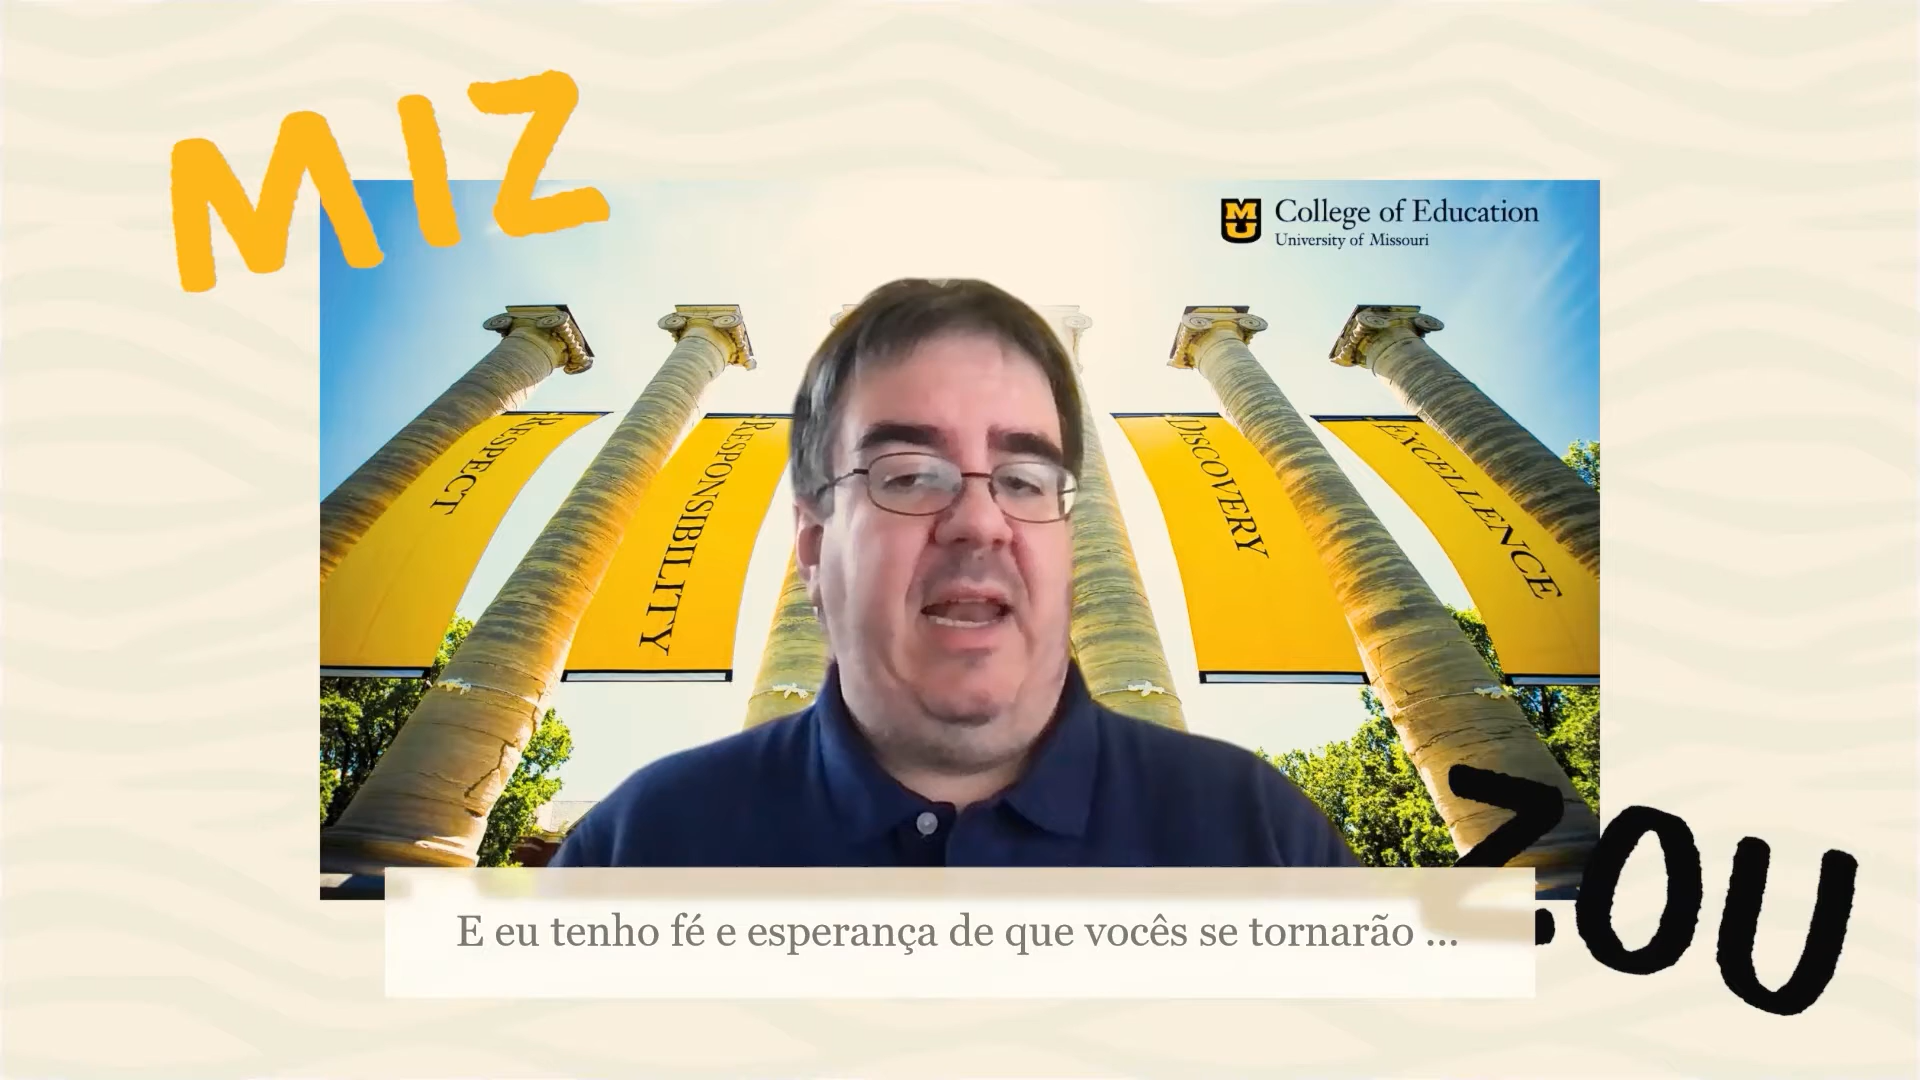 MIZ
College of Education
University of Missouri
RESPECT
RESPONSIBILITY
DISCOVERY
EXCELLENCE
ZOU
E eu tenho fé e esperança de que vocês se tornarão ...